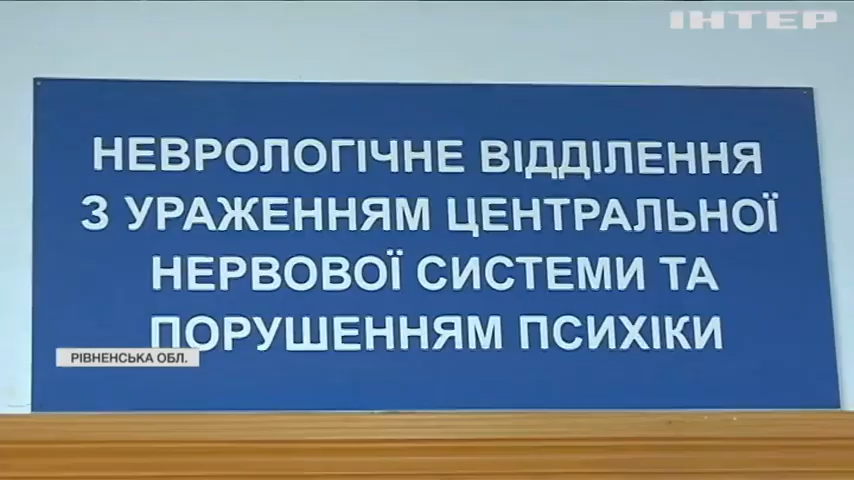 ІНТЕР
НЕВРОЛОГІЧНЕ ВІДДІЛЕННЯ
З УРАЖЕННЯМ ЦЕНТРАЛЬНОЇ
НЕРВОВОЇ СИСТЕМИ ТА
ПОРУШЕННЯМ ПСИХІКИ
РІВНЕНСЬКА ОБЛ.